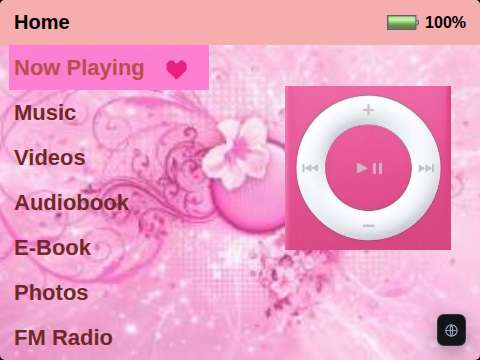 Home
100%
Now Playing
Music
Videos
Audiobook
E-Book
Photos
FM Radio